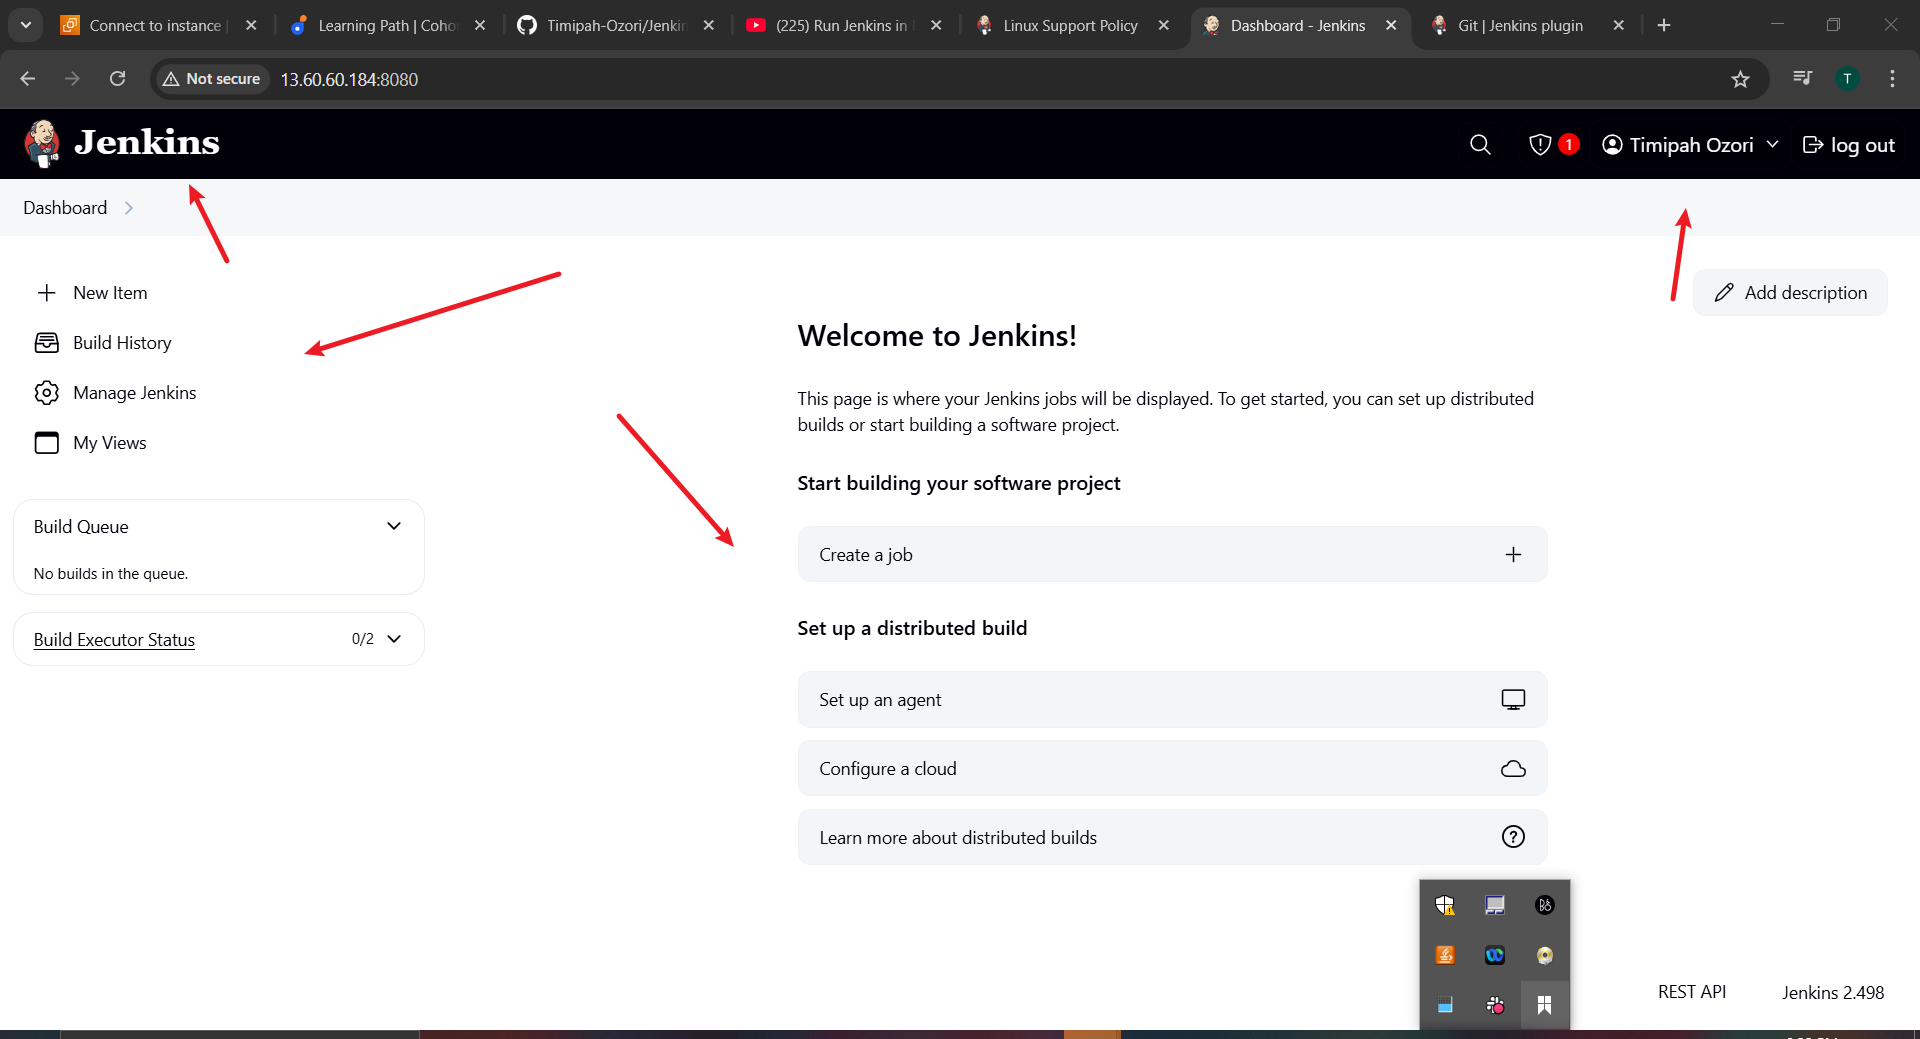 Connect to instance
Learning Path | Coho
Timipah-Ozori/Jenkin
(225) Run Jenkins in
Linux Support Policy
Dashboard - Jenkins
Git | Jenkins plugin
Not secure
13.60.60.184:8080
T
Jenkins
1
Timipah Ozori
log out
Dashboard
New Item
Build History
Manage Jenkins
My Views
Build Queue
No builds in the queue.
Build Executor Status
0/2
Add description
Welcome to Jenkins!
This page is where your Jenkins jobs will be displayed. To get started, you can set up distributed
builds or start building a software project.
Start building your software project
Create a job
Set up a distributed build
Set up an agent
Configure a cloud
Learn more about distributed builds
REST API
Jenkins 2.498